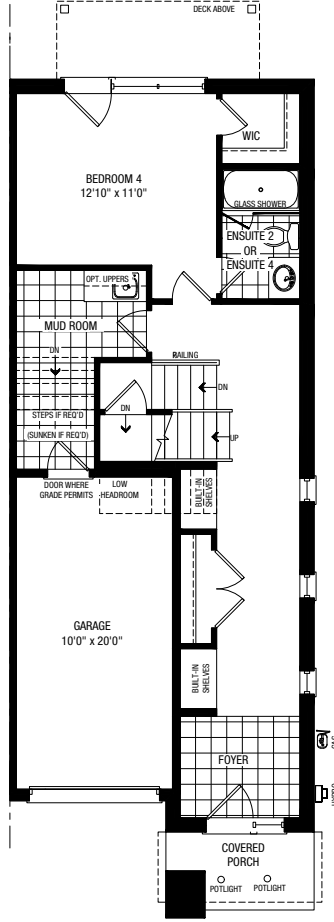 DECK ABOVE
WIC
BEDROOM 4
12'10" x 11'0"
GLASS SHOWER
ENSUITE 2
OR
ENSUITE 4
OPT. UPPERS
MUD ROOM
DN
RAILING
DN
DN
STEPS IF REQ'D
(SUNKEN IF REQ'D)
UP
DOOR WHERE
GRADE PERMITS
LOW
HEADROOM
BUILT-IN
SHELVES
GARAGE
10'0" x 20'0"
BUILT-IN
SHELVES
FOYER
GAS
HYDRO
COVERED
PORCH
POTLIGHT
POTLIGHT